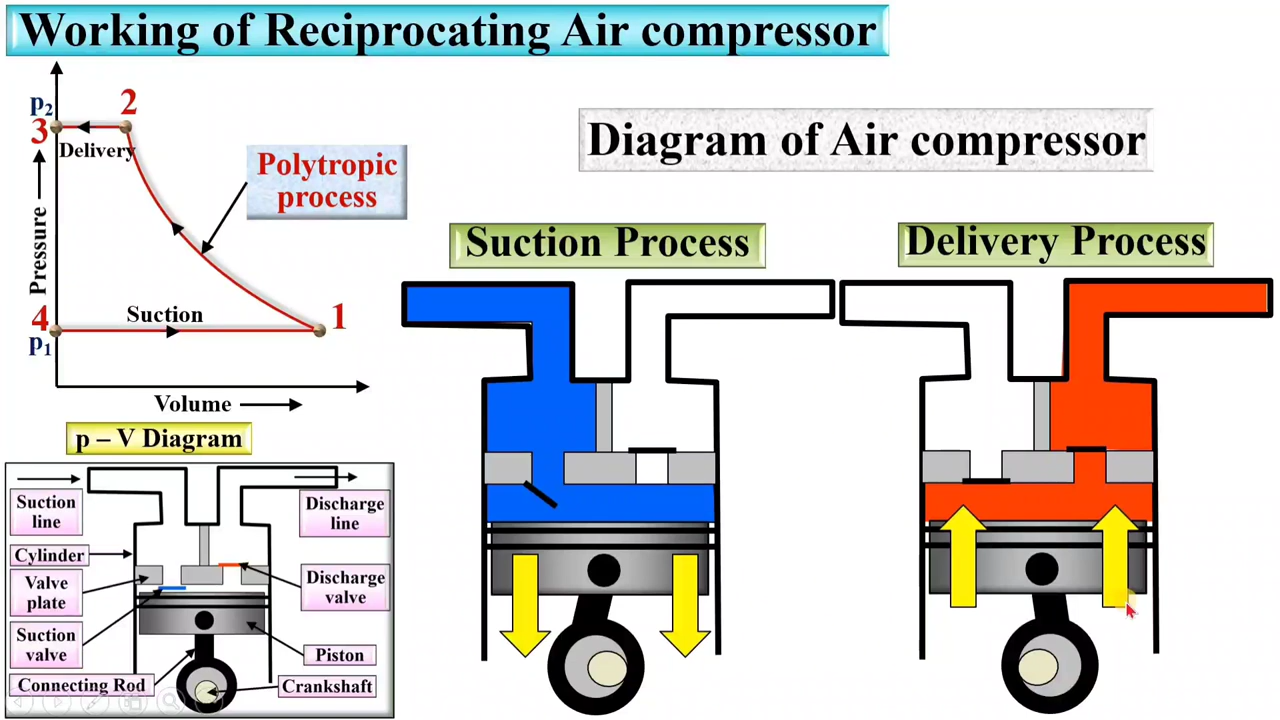 Working of Reciprocating Air compressor
Diagram of Air compressor
p2
2
3
Delivery
Polytropic
process
Pressure
Suction
4
1
p1
Volume
p – V Diagram
Suction Process
Delivery Process
Suction
line
Discharge
line
Cylinder
Valve
plate
Discharge
valve
Suction
valve
Piston
Connecting Rod
Crankshaft